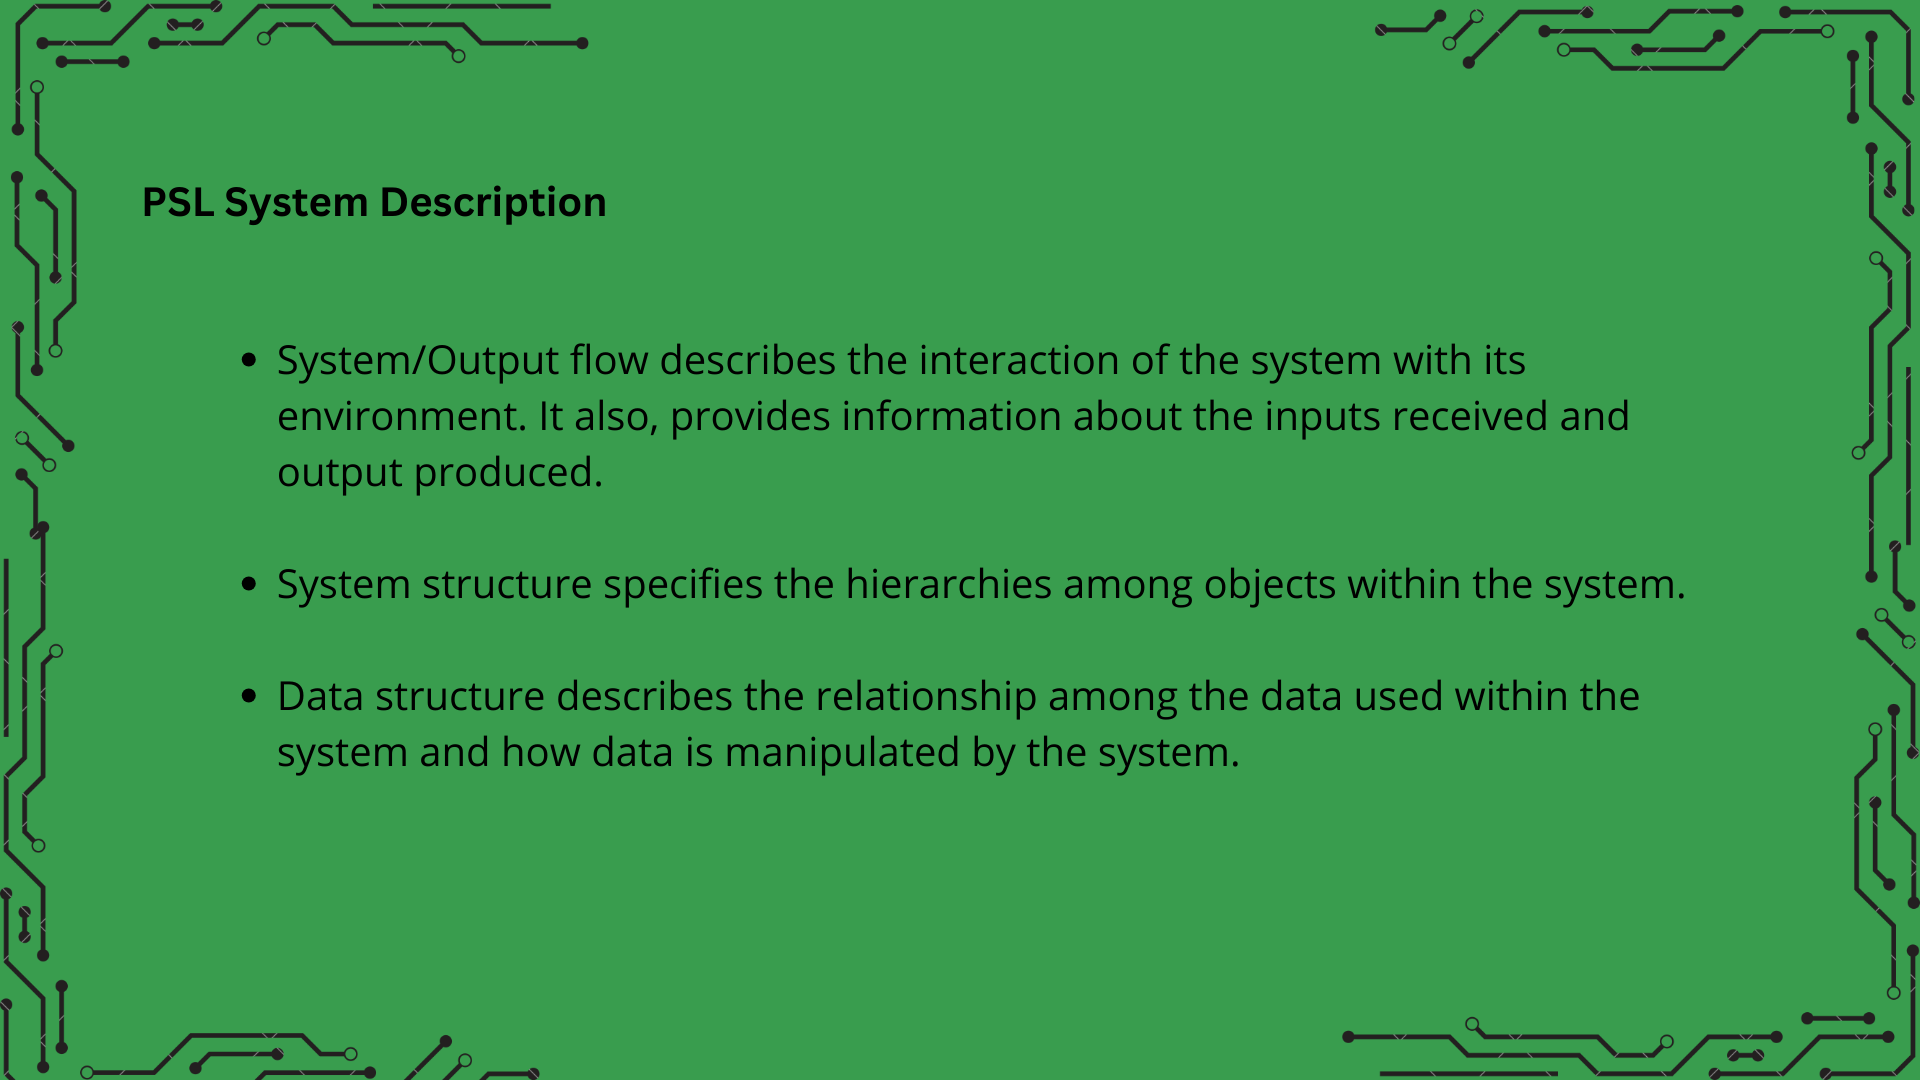 PSL System Description
• System/Output flow describes the interaction of the system with its
environment. It also, provides information about the inputs received and
output produced.
• System structure specifies the hierarchies among objects within the system.
• Data structure describes the relationship among the data used within the
system and how data is manipulated by the system.